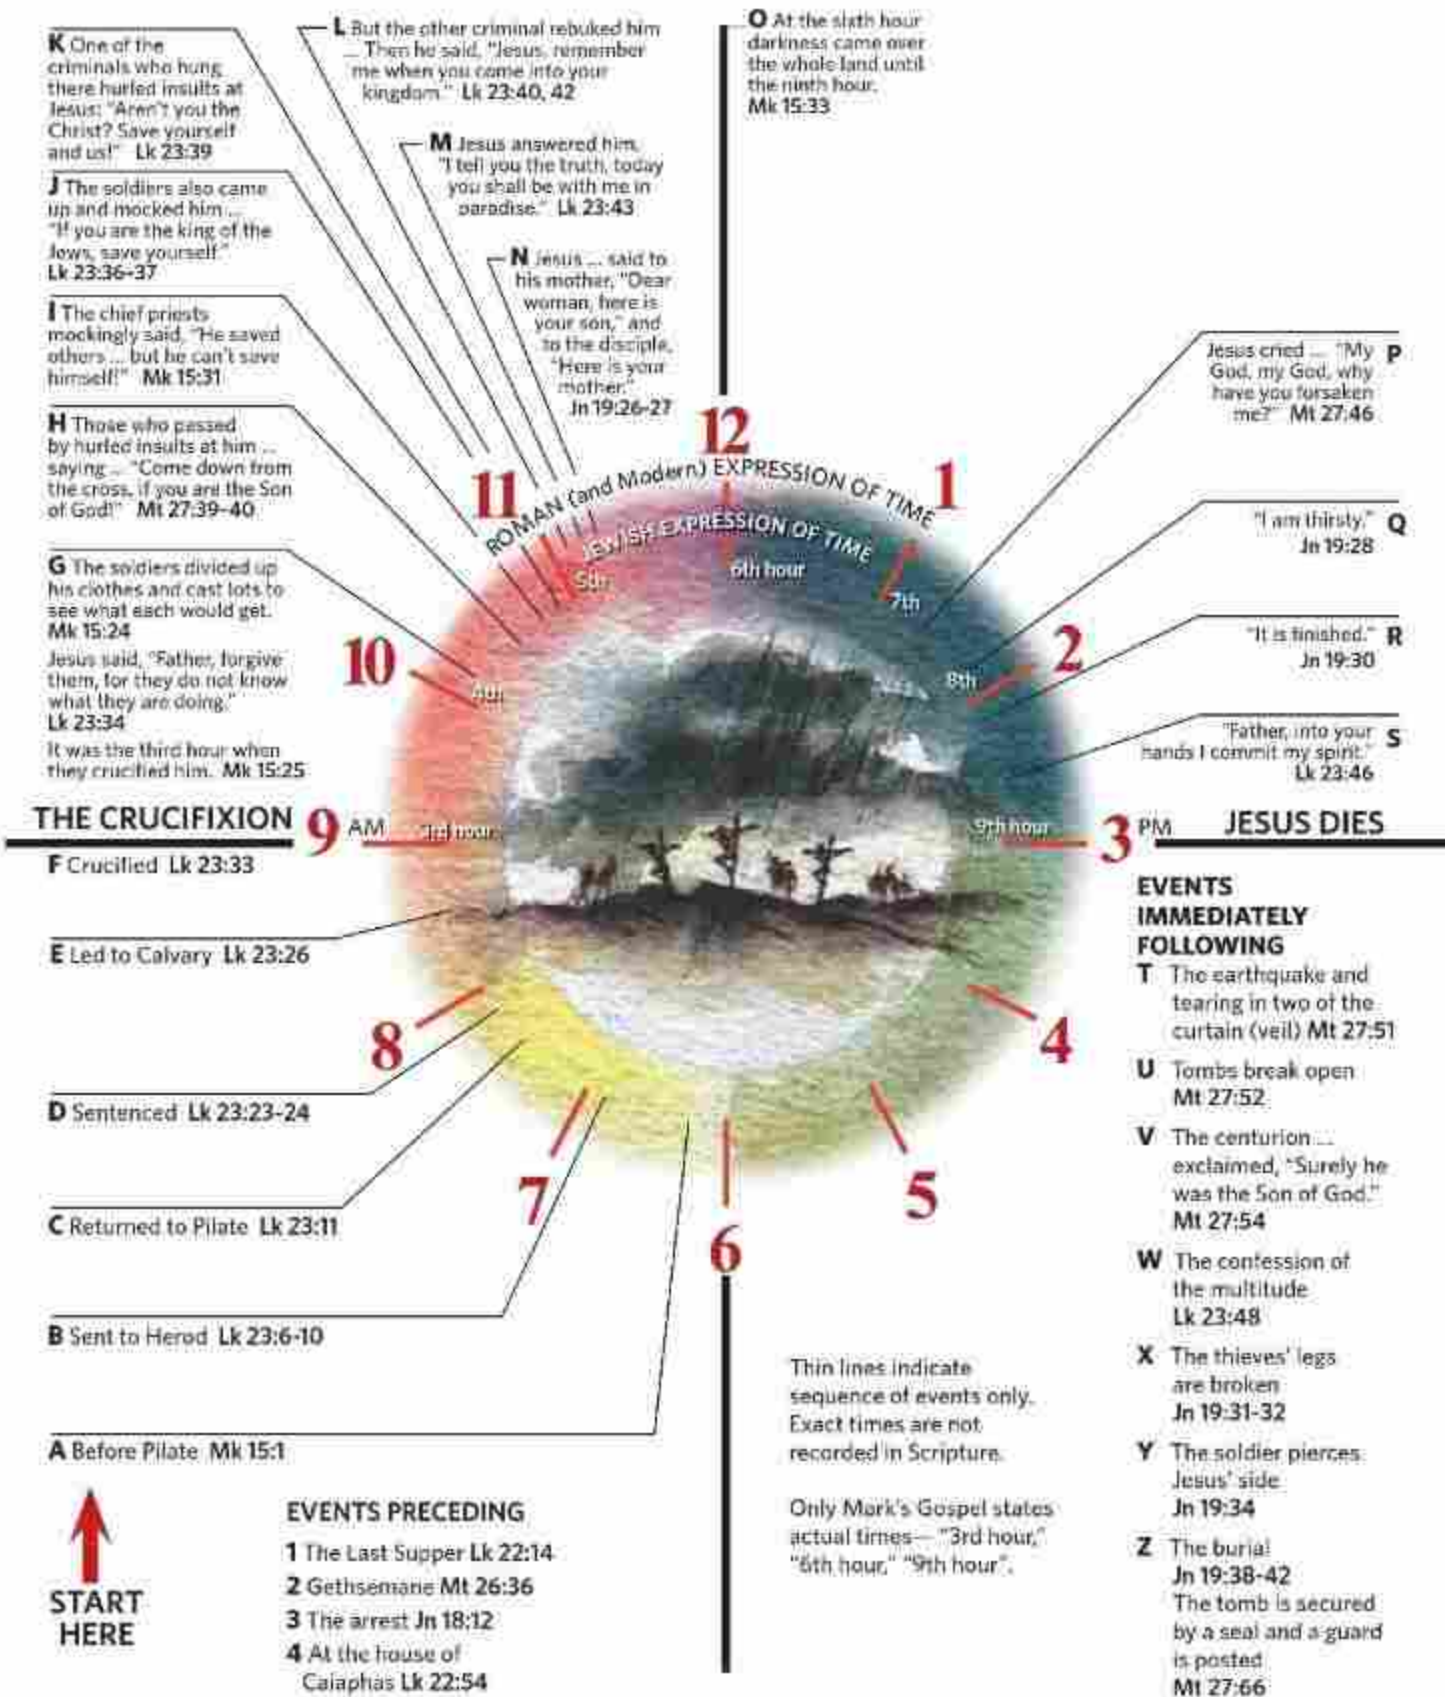 K One of the
criminals who hung
there hurled insults at
Jesus: "Aren't you the
Christ? Save yourself
and us!" Lk 23:39
J The soldiers also came
up and mocked him ...
"If you are the king of the
Jews, save yourself."
Lk 23:36-37
I The chief priests
mockingly said, "He saved
others ... but he can't save
himself!" Mk 15:31
H Those who passed
by hurled insults at him ...
saying ... "Come down from
the cross, if you are the Son
of God!" Mt 27:39-40
G The soldiers divided up
his clothes and cast lots to
see what each would get.
Mk 15:24
Jesus said, "Father, forgive
them, for they do not know
what they are doing."
Lk 23:34
It was the third hour when
they crucified him. Mk 15:25
L But the other criminal rebuked him
... Then he said, "Jesus, remember
me when you come into your
kingdom." Lk 23:40, 42
M Jesus answered him,
"I tell you the truth, today
you shall be with me in
paradise." Lk 23:43
N Jesus ... said to
his mother, "Dear
woman, here is
your son," and
to the disciple,
"Here is your
mother."
Jn 19:26-27
O At the sixth hour
darkness came over
the whole land until
the ninth hour.
Mk 15:33
Jesus cried ... "My P
God, my God, why
have you forsaken
me?" Mt 27:46
"I am thirsty." Q
Jn 19:28
"It is finished." R
Jn 19:30
"Father, into your S
hands I commit my spirit."
Lk 23:46
12
11
1
10
2
ROMAN (and Modern) EXPRESSION OF TIME
JEWISH EXPRESSION OF TIME
5th
6th hour
7th
4th
8th
THE CRUCIFIXION 9 AM
3rd hour
9th hour
3 PM JESUS DIES
8
4
7
5
6
F Crucified Lk 23:33
E Led to Calvary Lk 23:26
D Sentenced Lk 23:23-24
C Returned to Pilate Lk 23:11
B Sent to Herod Lk 23:6-10
A Before Pilate Mk 15:1
START
HERE
EVENTS PRECEDING
1 The Last Supper Lk 22:14
2 Gethsemane Mt 26:36
3 The arrest Jn 18:12
4 At the house of
Caiaphas Lk 22:54
Thin lines indicate
sequence of events only.
Exact times are not
recorded in Scripture.
Only Mark's Gospel states
actual times— "3rd hour,"
"6th hour," "9th hour".
EVENTS
IMMEDIATELY
FOLLOWING
T The earthquake and
tearing in two of the
curtain (veil) Mt 27:51
U Tombs break open
Mt 27:52
V The centurion ...
exclaimed, "Surely he
was the Son of God."
Mt 27:54
W The confession of
the multitude
Lk 23:48
X The thieves' legs
are broken
Jn 19:31-32
Y The soldier pierces
Jesus' side
Jn 19:34
Z The burial
Jn 19:38-42
The tomb is secured
by a seal and a guard
is posted
Mt 27:66